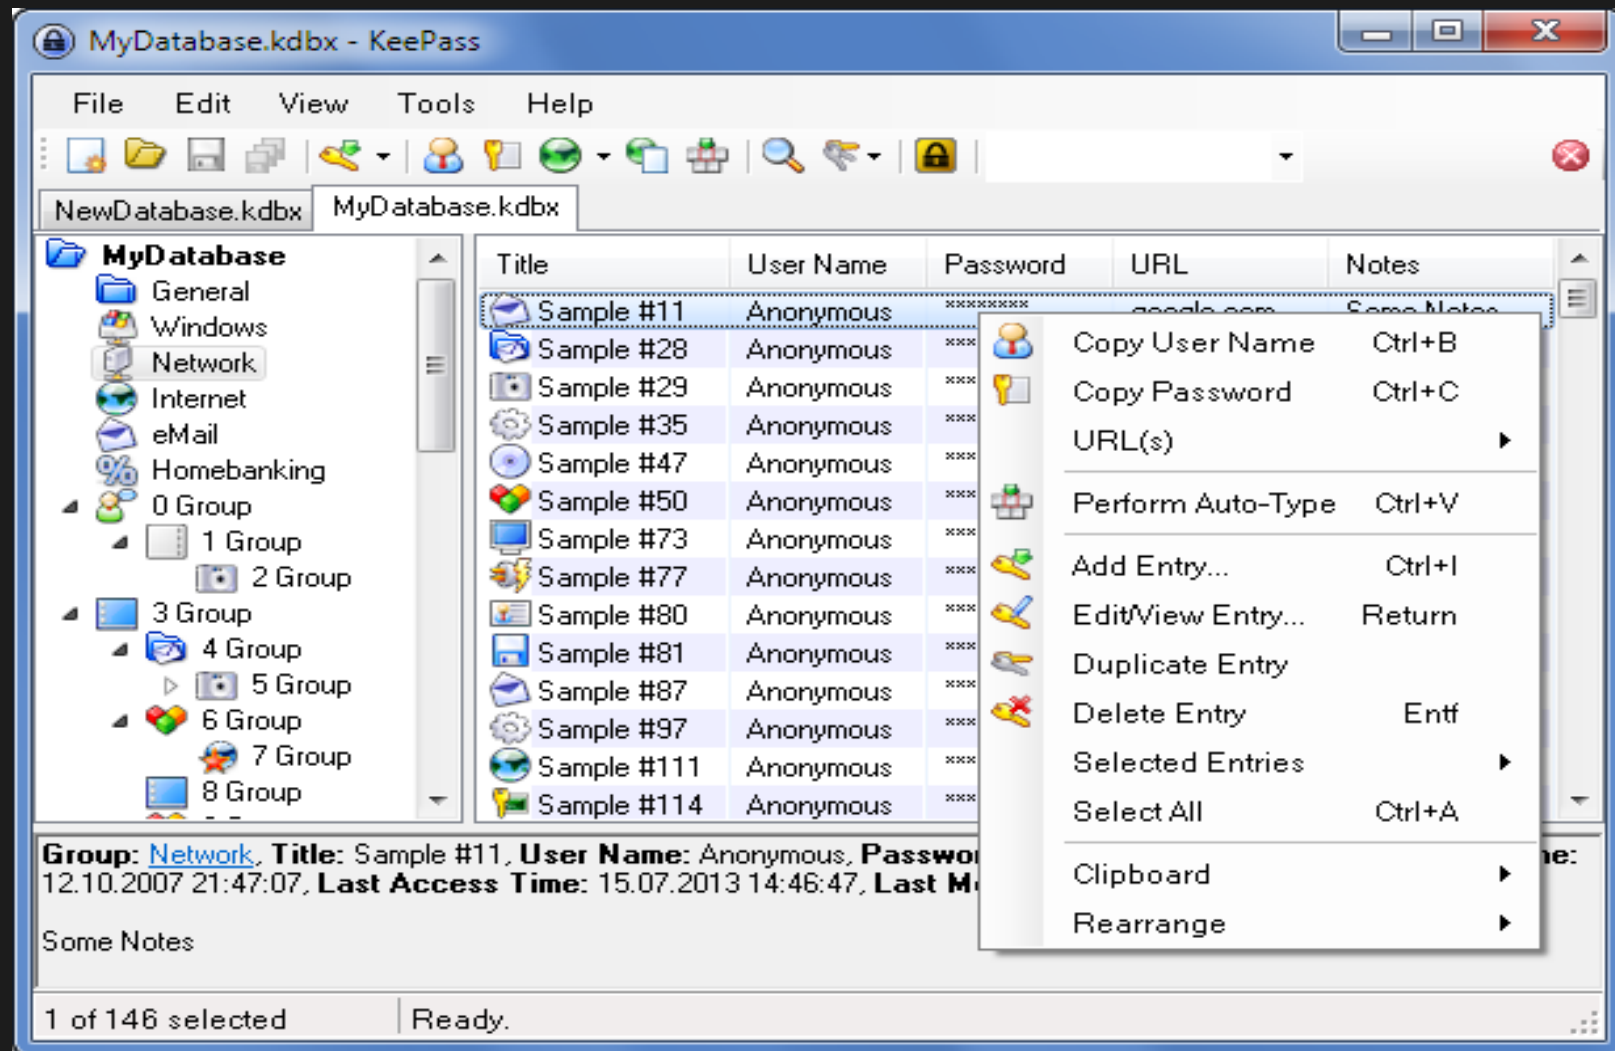 MyDatabase.kdbx - KeePass
File Edit View Tools Help
NewDatabase.kdbx MyDatabase.kdbx
MyDatabase
General
Windows
Network
Internet
eMail
Homebanking
0 Group
1 Group
2 Group
3 Group
4 Group
5 Group
6 Group
7 Group
8 Group
Title User Name Password URL Notes
Sample #11 Anonymous ******** google.com Some Notes
Sample #28 Anonymous ***
Sample #29 Anonymous ***
Sample #35 Anonymous ***
Sample #47 Anonymous ***
Sample #50 Anonymous ***
Sample #73 Anonymous ***
Sample #77 Anonymous ***
Sample #80 Anonymous ***
Sample #81 Anonymous ***
Sample #87 Anonymous ***
Sample #97 Anonymous ***
Sample #111 Anonymous ***
Sample #114 Anonymous ***
Copy User Name Ctrl+B
Copy Password Ctrl+C
URL(s)
Perform Auto-Type Ctrl+V
Add Entry... Ctrl+I
Edit/View Entry... Return
Duplicate Entry
Delete Entry Entf
Selected Entries
Select All Ctrl+A
Clipboard
Rearrange
Group: Network, Title: Sample #11, User Name: Anonymous,
12.10.2007 21:47:07, Last Access Time: 15.07.2013 14:46:47, Last
Some Notes
1 of 146 selected Ready.